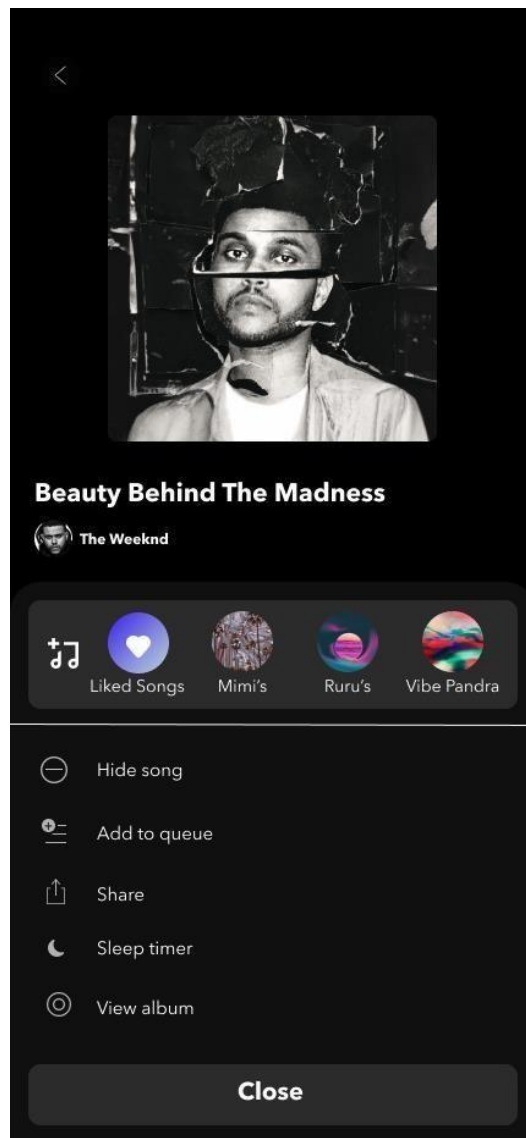 Beauty Behind The Madness
The Weeknd
Liked Songs Mimi's Ruru's Vibe Pandra
Hide song
Add to queue
Share
Sleep timer
View album
Close